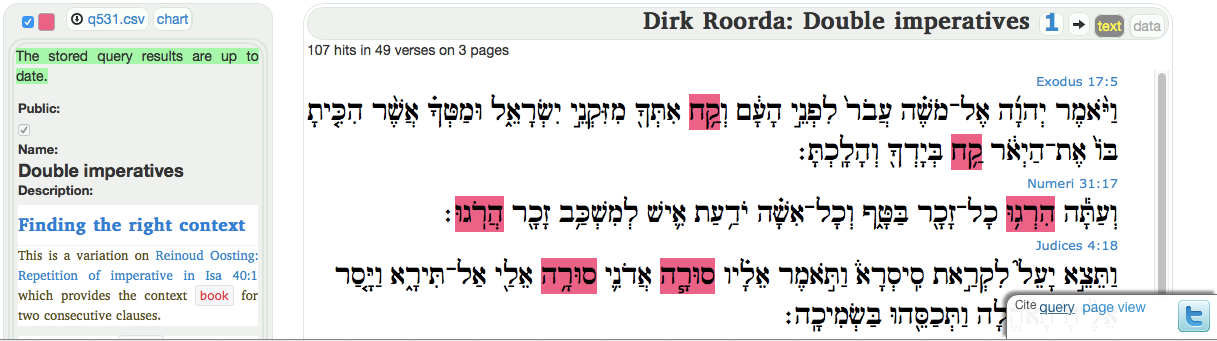 q531.csv chart
The stored query results are up to
date.
Public:
Name:
Double imperatives
Description:
Finding the right context
This is a variation on Reinoud Oosting:
Repetition of imperative in Isa 40:1
which provides the context book for
two consecutive clauses.
Dirk Roorda: Double imperatives 1 text data
107 hits in 49 verses on 3 pages
Exodus 17:5
וַיֹּ֨אמֶר יְהוָ֜ה אֶל־מֹשֶׁ֗ה עֲבֹר֙ לִפְנֵ֣י הָעָ֔ם וְקַ֥ח אִתְּךָ֖ מִזִּקְנֵ֣י יִשְׂרָאֵ֑ל וּמַטְּךָ֗ אֲשֶׁ֨ר הִכִּ֤יתָ
בּוֹ֙ אֶת־הַיְאֹ֔ר קַ֥ח בְּיָדְךָ֖ וְהָלָֽכְתָּ׃
Numeri 31:17
וְעַתָּ֕ה הִרְג֥וּ כָל־זָכָ֖ר בַּטָּ֑ף וְכָל־אִשָּׁ֗ה יֹדַ֥עַת אִ֛ישׁ לְמִשְׁכַּ֥ב זָכָ֖ר הֲרֹֽגוּ׃
Judices 4:18
וַתֵּצֵ֣א יָעֵל֮ לִקְרַ֣את סִֽיסְרָא֒ וַתֹּ֣אמֶר אֵלָ֗יו סוּרָ֧ה אֲדֹנִ֛י סוּרָ֥ה אֵלַ֖י אַל־תִּירָ֑א וַיָּ֤סַר
וַתְּכַסֵּ֖הוּ בַּשְּׂמִיכָֽה׃
Cite query page view